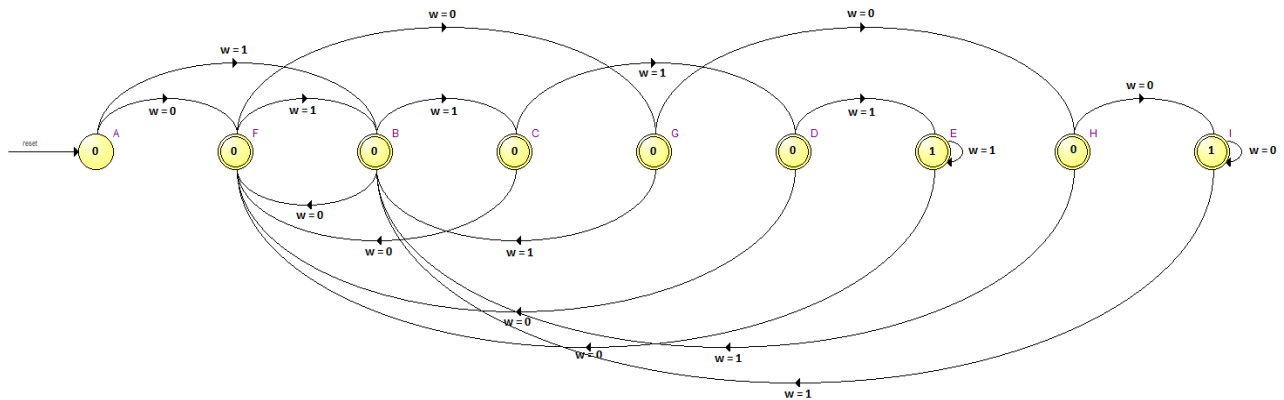 w = 0
w = 0
w = 1
w = 1
w = 0
w = 0
w = 1
w = 1
w = 1
A
F
B
C
G
D
E
H
I
reset
0
0
0
0
0
0
1
0
1
w = 1
w = 0
w = 0
w = 0
w = 1
w = 0
w = 0
w = 1
w = 1